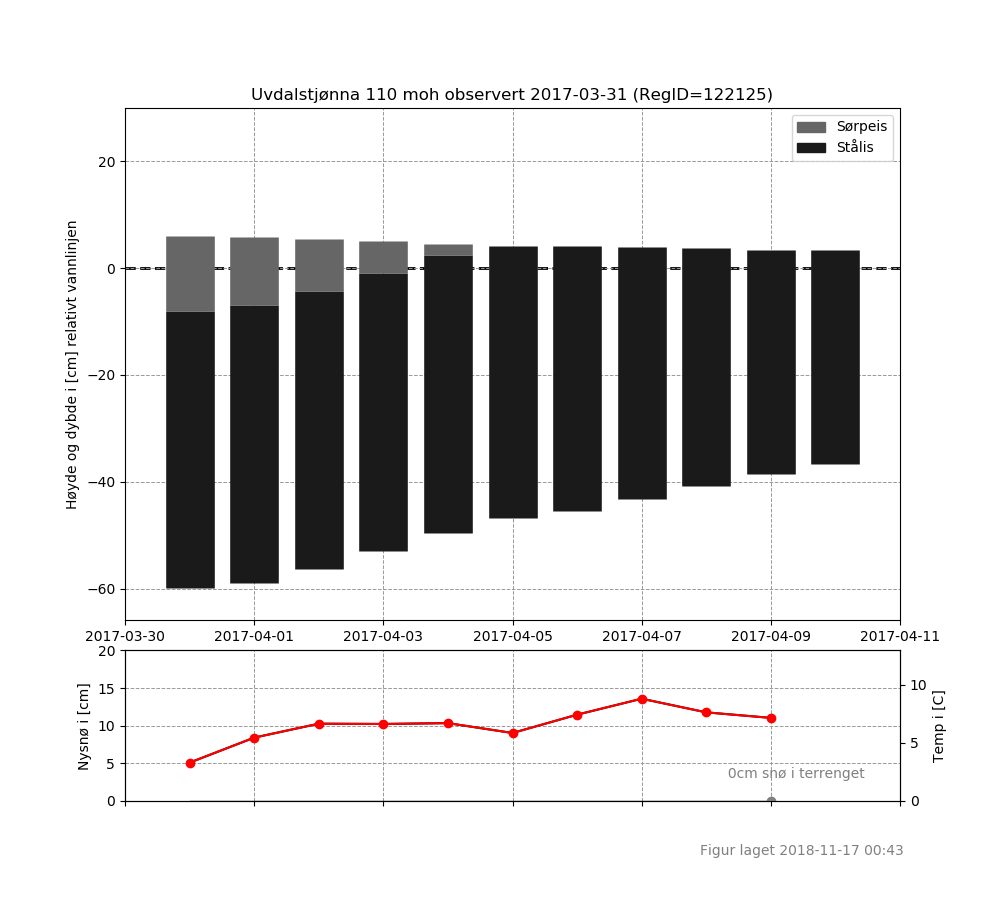 Uvdalstjønna 110 moh observert 2017-03-31 (RegID=122125)
Sørpeis
Stålis
Høyde og dybde i [cm] relativt vannlinjen
20
0
−20
−40
−60
2017-03-30
2017-04-01
2017-04-03
2017-04-05
2017-04-07
2017-04-09
2017-04-11
Nysnø i [cm]
20
15
10
5
0
10
5
0
Temp i [C]
0cm snø i terrenget
Figur laget 2018-11-17 00:43